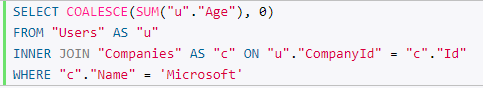 SELECT COALESCE(SUM("u"."Age"), 0)
FROM "Users" AS "u"
INNER JOIN "Companies" AS "c" ON "u"."CompanyId" = "c"."Id"
WHERE "c"."Name" = 'Microsoft'